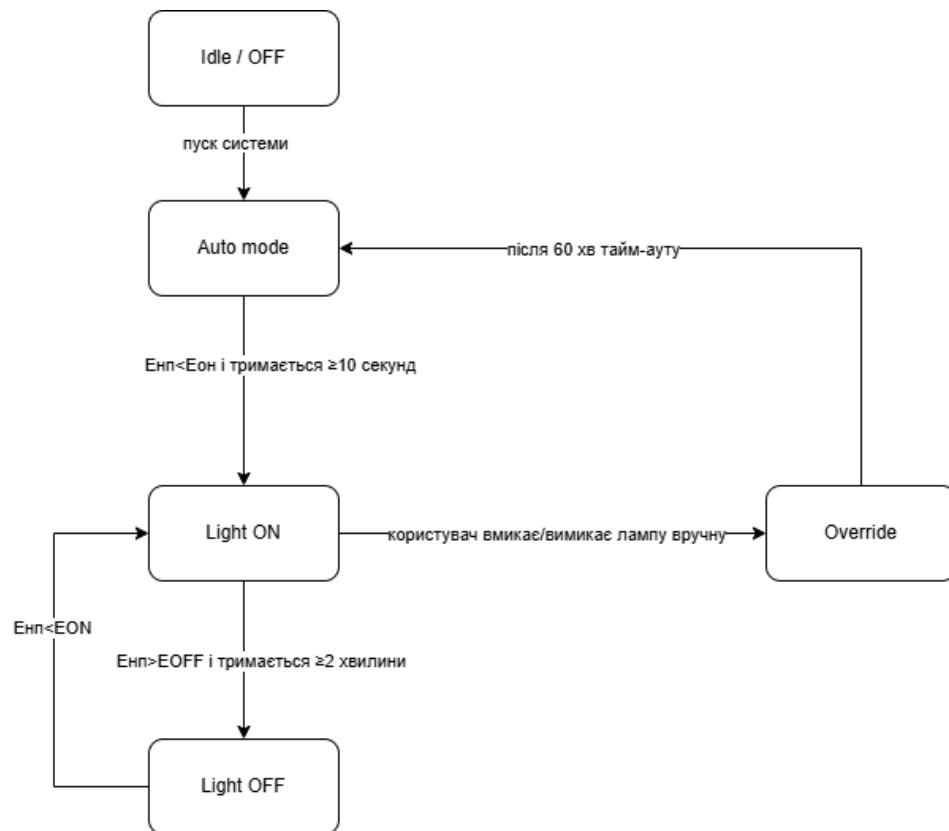 Idle / OFF
пуск системи
Auto mode
після 60 хв тайм-ауту
Енп<Еон і тримається ≥10 секунд
Light ON
користувач вмикає/вимикає лампу вручну
Override
Енп<EON
Енп>EOFF і тримається ≥2 хвилини
Light OFF